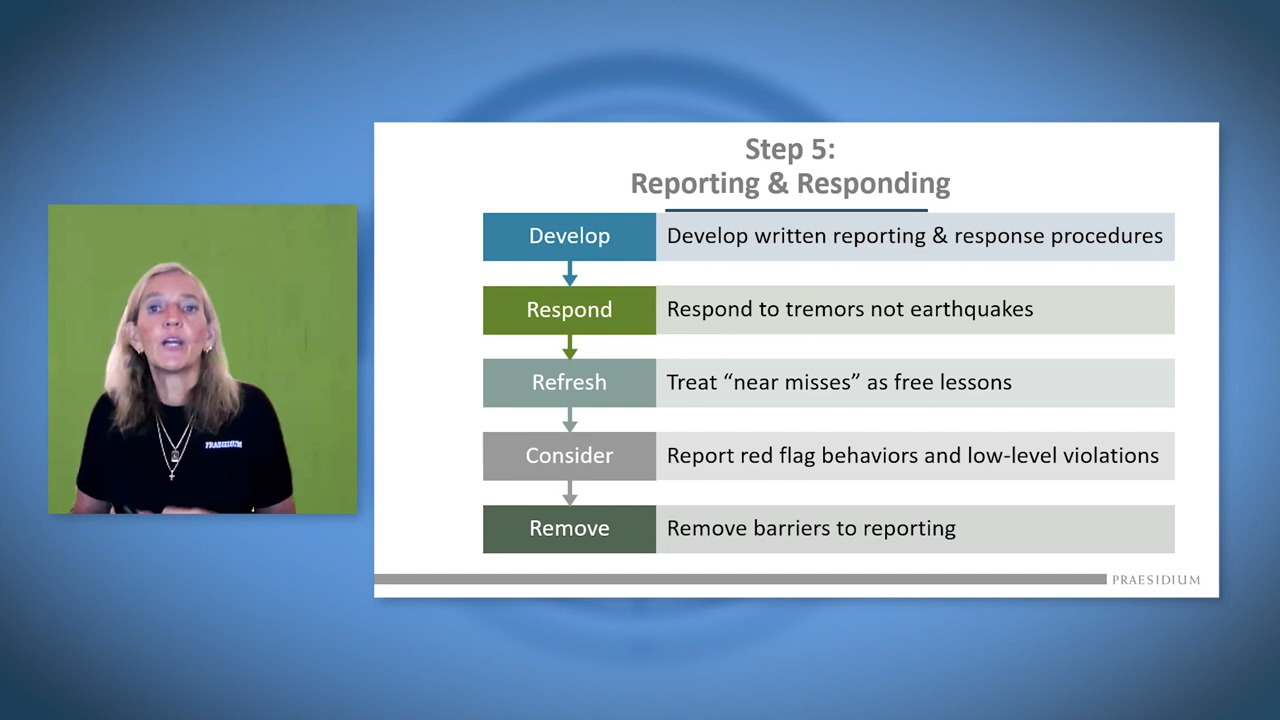 Step 5:
Reporting & Responding
Develop Develop written reporting & response procedures
Respond Respond to tremors not earthquakes
Refresh Treat “near misses” as free lessons
Consider Report red flag behaviors and low-level violations
Remove Remove barriers to reporting
PRAESIDIUM
PRAESIDIUM